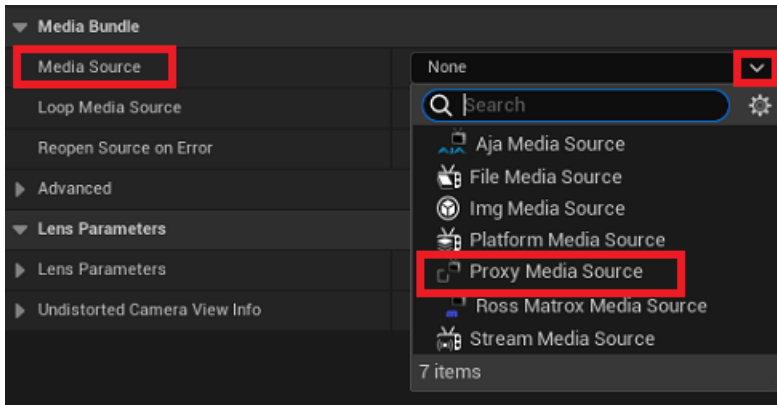 Media Bundle
Media Source
None
Loop Media Source
Search
Reopen Source on Error
Aja Media Source
File Media Source
Advanced
Img Media Source
Lens Parameters
Platform Media Source
Lens Parameters
Proxy Media Source
Undistorted Camera View Info
Ross Matrox Media Source
Stream Media Source
7 items